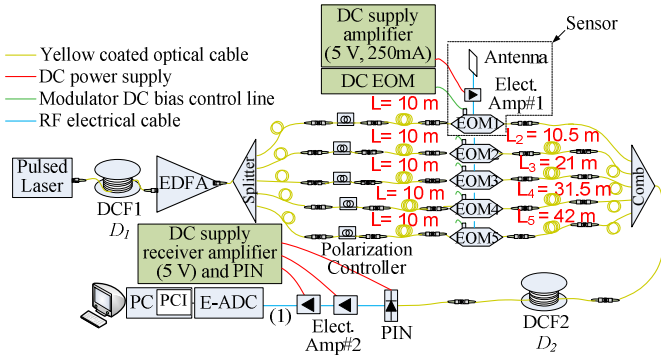 DC supply
amplifier
(5 V, 250mA)
Sensor
Antenna
Elect.
Amp#1
DC EOM
Yellow coated optical cable
DC power supply
Modulator DC bias control line
RF electrical cable
L= 10 m
EOM1
L2 = 10.5 m
L= 10 m
EOM2
L3 = 21 m
L= 10 m
EOM3
L4 = 31.5 m
L= 10 m
EOM4
L5 = 42 m
L= 10 m
EOM5
Pulsed
Laser
DCF1
D1
EDFA
Splitter
Comb
Polarization
Controller
DC supply
receiver amplifier
(5 V) and PIN
PC
PCI
E-ADC
(1)
Elect.
Amp#2
PIN
DCF2
D2